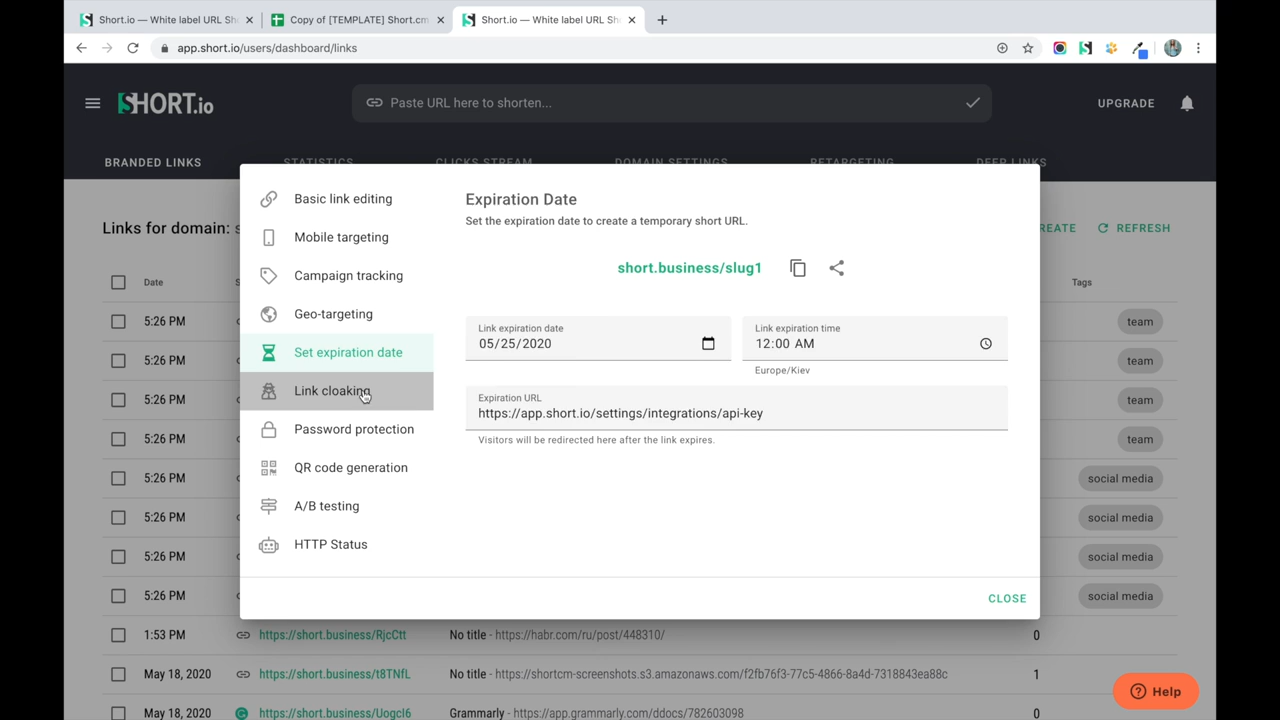 Short.io — White label URL Sh
Copy of [TEMPLATE] Short.cm
Short.io — White label URL Sh
app.short.io/users/dashboard/links
SHORT.io
Paste URL here to shorten...
UPGRADE
BRANDED LINKS
STATISTICS
CLICKS STREAM
DOMAIN SETTINGS
RETARGETING
DEEP LINKS
Links for domain:
REFRESH
Date
Tags
5:26 PM
team
5:26 PM
team
5:26 PM
team
5:26 PM
team
5:26 PM
social media
5:26 PM
social media
5:26 PM
social media
5:26 PM
social media
Basic link editing
Mobile targeting
Campaign tracking
Geo-targeting
Set expiration date
Link cloaking
Password protection
QR code generation
A/B testing
HTTP Status
Expiration Date
Set the expiration date to create a temporary short URL.
short.business/slug1
Link expiration date
05/25/2020
Link expiration time
12:00 AM
Europe/Kiev
Expiration URL
https://app.short.io/settings/integrations/api-key
Visitors will be redirected here after the link expires.
CLOSE
1:53 PM https://short.business/RjcCtt No title - https://habr.com/ru/post/448310/ 0
May 18, 2020 https://short.business/t8TNfL No title - https://shortcm-screenshots.s3.amazonaws.com/f2fb76f3-77c5-4866-8a4d-7318843ea88c 1
May 18, 2020 https://short.business/Uogcl6 Grammarly - https://app.grammarly.com/ddocs/782603098 0
Help